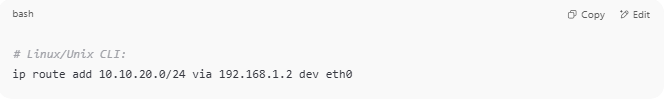 bash
Copy
Edit
# Linux/Unix CLI:
ip route add 10.10.20.0/24 via 192.168.1.2 dev eth0